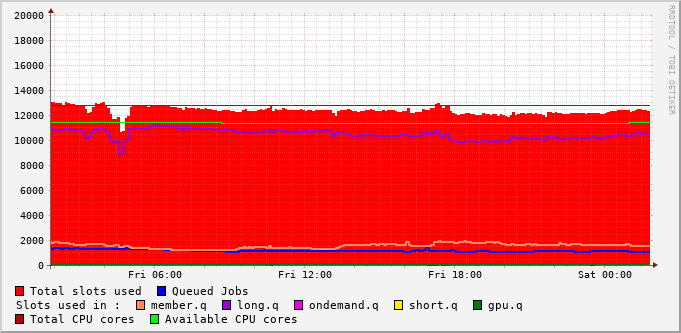 20000
18000
16000
14000
12000
10000
8000
6000
4000
2000
0
Fri 06:00 Fri 12:00 Fri 18:00 Sat 00:00
RRDTOOL / TOBI OETIKER
Total slots used Queued Jobs
Slots used in : member.q long.q ondemand.q short.q gpu.q
Total CPU cores Available CPU cores